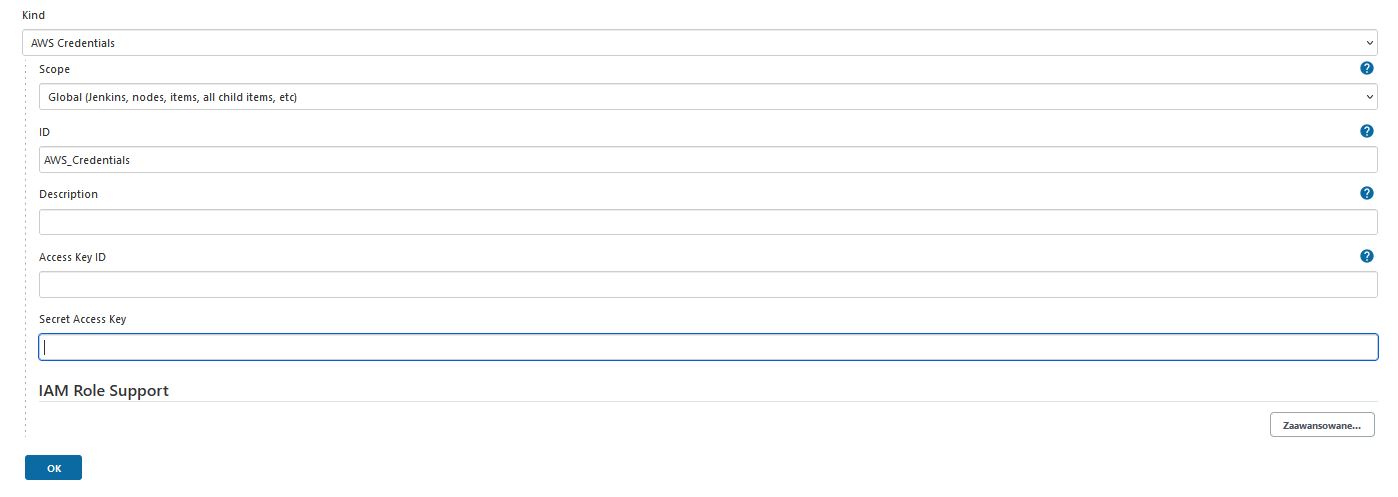 Kind
AWS Credentials
Scope
Global (Jenkins, nodes, items, all child items, etc)
ID
AWS_Credentials
Description
Access Key ID
Secret Access Key
IAM Role Support
Zaawansowane...
OK